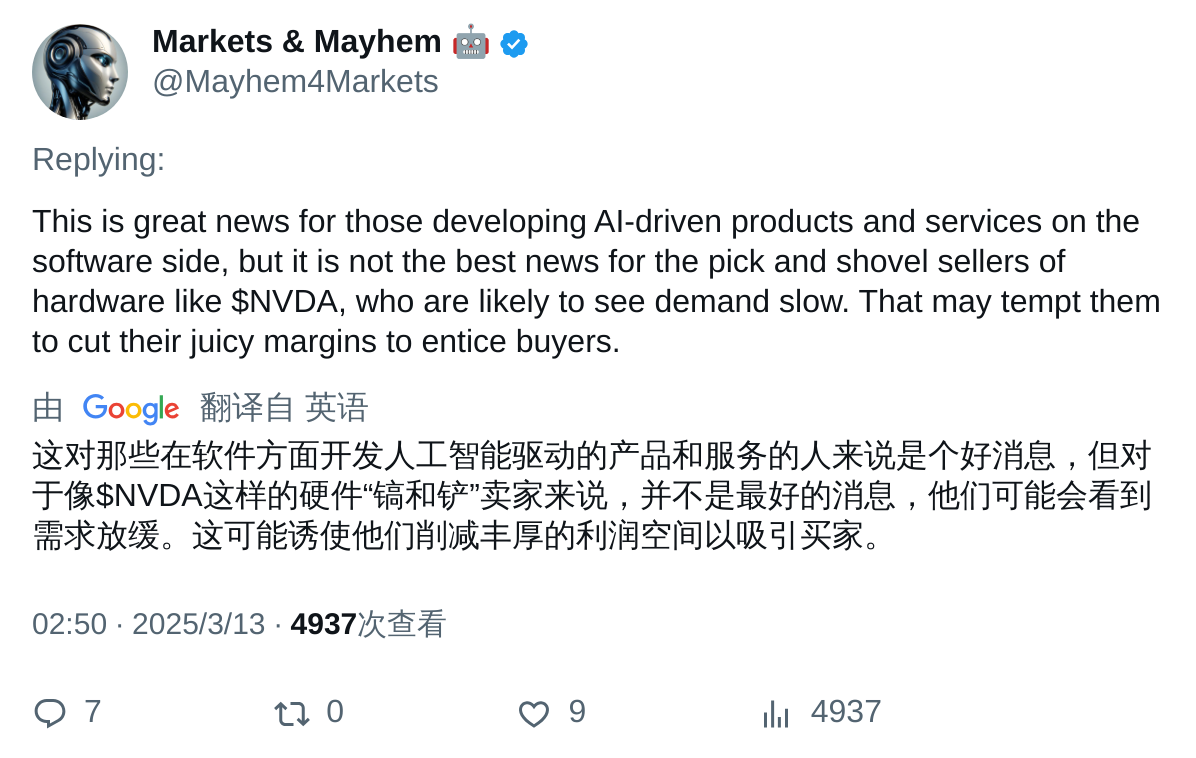 Markets & Mayhem 🤖
@Mayhem4Markets
Replying:
This is great news for those developing AI-driven products and services on the
software side, but it is not the best news for the pick and shovel sellers of
hardware like $NVDA, who are likely to see demand slow. That may tempt them
to cut their juicy margins to entice buyers.
由 Google 翻译自 英语
这对那些在软件方面开发人工智能驱动的产品和服务的人来说是个好消息，但对
于像$NVDA这样的硬件“镐和铲”卖家来说，并不是最好的消息，他们可能会看到
需求放缓。这可能诱使他们削减丰厚的利润空间以吸引买家。
02:50 · 2025/3/13 · 4937次查看
7 0 9 4937